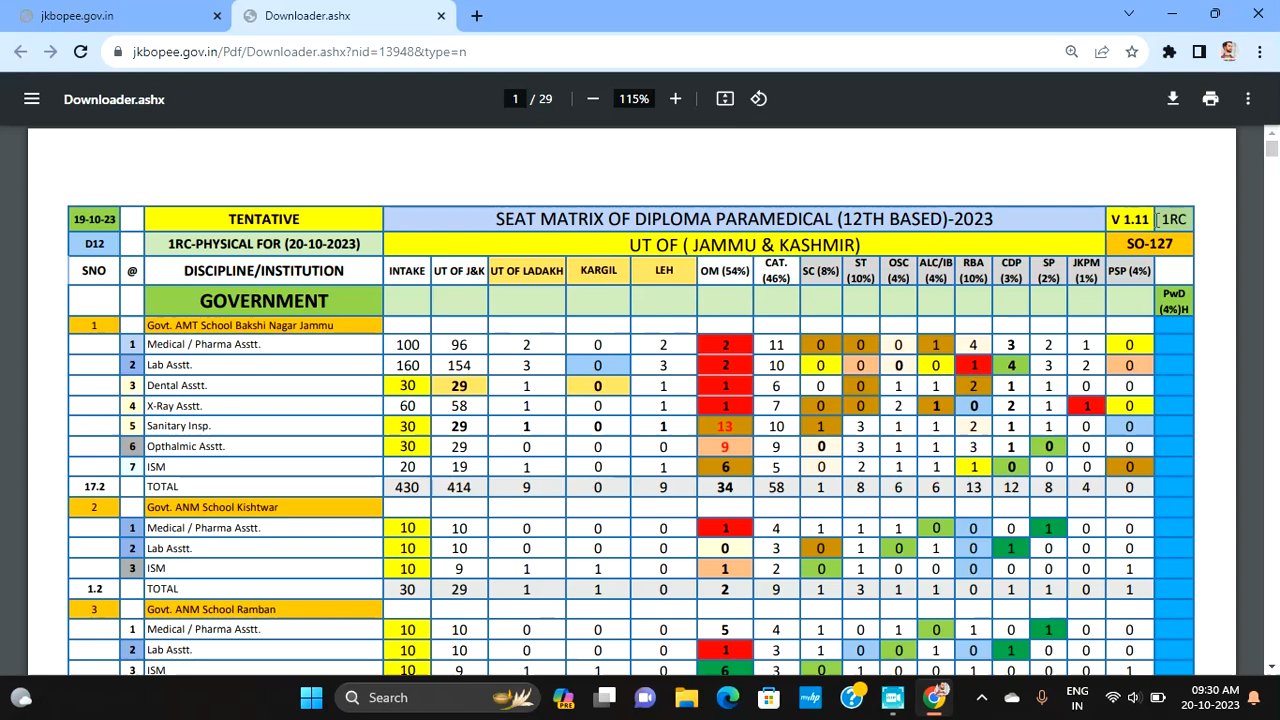 jkbopee.gov.in Downloader.ashx
jkbopee.gov.in/Pdf/Downloader.ashx?nid=13948&type=n
Downloader.ashx 1 / 29 115%
19-10-23 TENTATIVE SEAT MATRIX OF DIPLOMA PARAMEDICAL (12TH BASED)-2023 V 1.11 1RC
D12 1RC-PHYSICAL FOR (20-10-2023) UT OF ( JAMMU & KASHMIR) SO-127
SNO @ DISCIPLINE/INSTITUTION INTAKE UT OF J&K UT OF LADAKH KARGIL LEH OM (54%) CAT. (46%) SC (8%) ST (10%) OSC (4%) ALC/IB (4%) RBA (10%) CDP (3%) SP (2%) JKPM (1%) PSP (4%)
GOVERNMENT PwD (4%)H
1 Govt. AMT School Bakshi Nagar Jammu
1 Medical / Pharma Asstt. 100 96 2 0 2 2 11 0 0 0 1 4 3 2 1 0
2 Lab Asstt. 160 154 3 0 3 2 10 0 0 0 0 1 4 3 2 0
3 Dental Asstt. 30 29 1 0 1 1 6 0 0 1 1 2 1 1 0 0
4 X-Ray Asstt. 60 58 1 0 1 1 7 0 0 2 1 0 2 1 1 0
5 Sanitary Insp. 30 29 1 0 1 13 10 1 3 1 1 2 1 1 0 0
6 Opthalmic Asstt. 30 29 0 0 0 9 9 0 3 1 1 3 1 0 0 0
7 ISM 20 19 1 0 1 6 5 0 2 1 1 1 0 0 0 0
17.2 TOTAL 430 414 9 0 9 34 58 1 8 6 6 13 12 8 4 0
2 Govt. ANM School Kishtwar
1 Medical / Pharma Asstt. 10 10 0 0 0 1 4 1 1 1 0 0 0 1 0 0
2 Lab Asstt. 10 10 0 0 0 0 3 0 1 0 1 0 1 0 0 0
3 ISM 10 9 1 1 0 1 2 0 1 0 0 0 0 0 0 1
1.2 TOTAL 30 29 1 1 0 2 9 1 3 1 1 0 1 1 0 1
3 Govt. ANM School Ramban
1 Medical / Pharma Asstt. 10 10 0 0 0 5 4 1 0 1 0 1 0 1 0 0
2 Lab Asstt. 10 10 0 0 0 1 3 1 0 0 1 0 1 0 0 0
3 ISM 10 9 1 1 0 6 3 0 1 0 0 1 0 0 0 1
Search PRE ENG IN 09:30 AM 20-10-2023